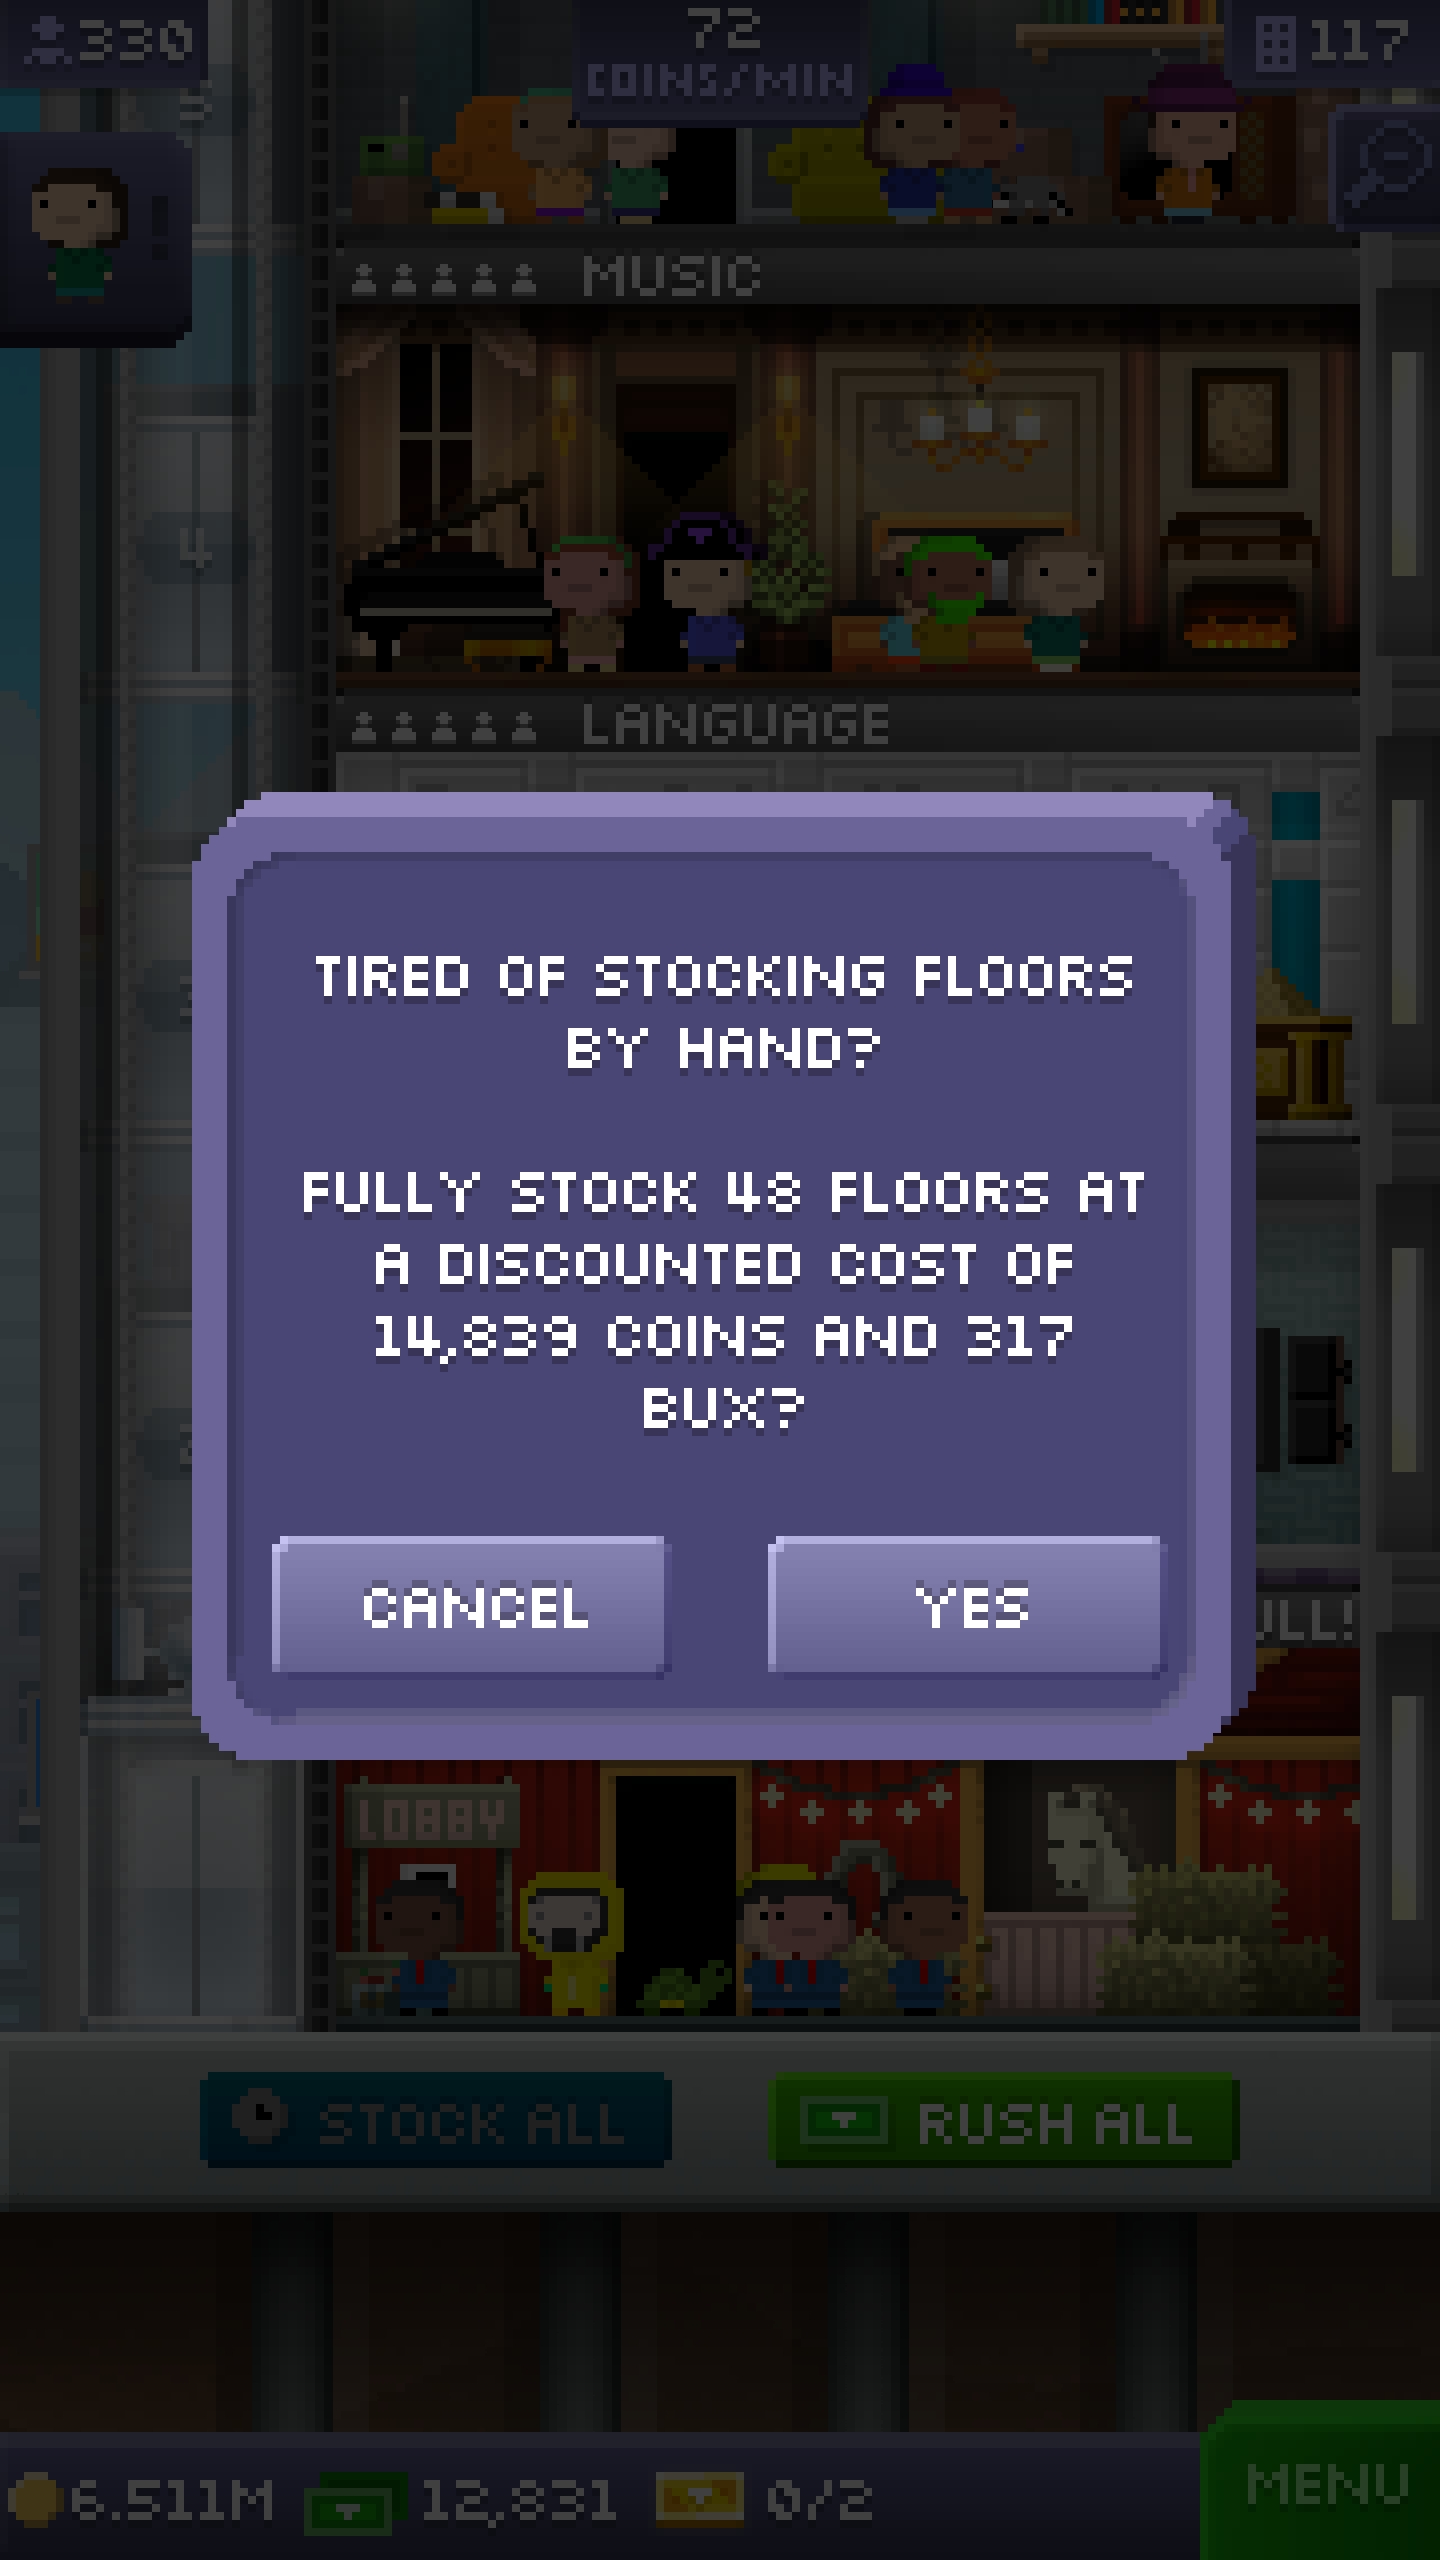 330
72
COINS/MIN
117
5
MUSIC
4
LANGUAGE
TIRED OF STOCKING FLOORS
BY HAND?
FULLY STOCK 48 FLOORS AT
A DISCOUNTED COST OF
14,839 COINS AND 317
BUX?
CANCEL
YES
LOBBY
STOCK ALL
RUSH ALL
6.511M
12,831
0/2
MENU